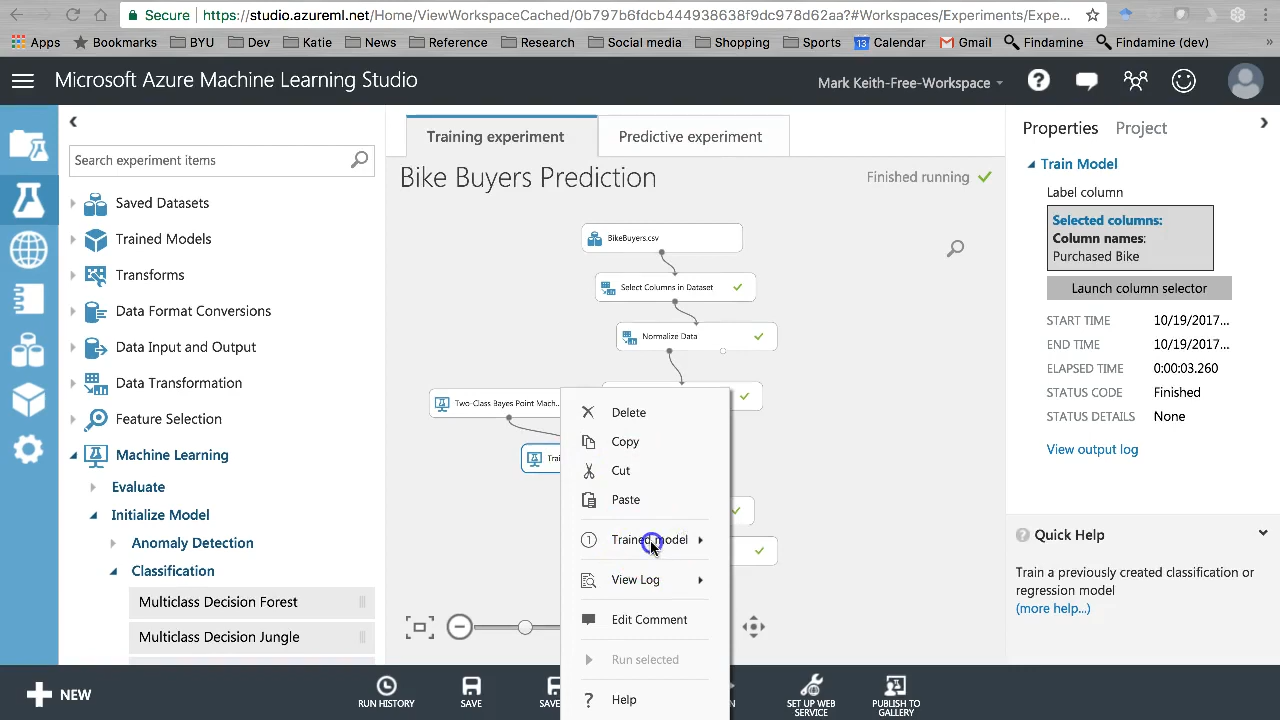 Secure
https://studio.azureml.net/Home/ViewWorkspaceCached/0b797b6fdcb444938638f9dc978d62aa?#Workspaces/Experiments/Expe...
Apps
Bookmarks
BYU
Dev
Katie
News
Reference
Research
Social media
Shopping
Sports
13
Calendar
Gmail
Findamine
Findamine (dev)
»
Microsoft Azure Machine Learning Studio
Mark Keith-Free-Workspace
Search experiment items
Saved Datasets
Trained Models
Transforms
Data Format Conversions
Data Input and Output
Data Transformation
Feature Selection
Machine Learning
Evaluate
Initialize Model
Anomaly Detection
Classification
Multiclass Decision Forest
Multiclass Decision Jungle
Training experiment
Predictive experiment
Bike Buyers Prediction
Finished running
BikeBuyers.csv
Select Columns in Dataset
Normalize Data
Two-Class Bayes Point Mach...
Trai
Delete
Copy
Cut
Paste
1 Trained model
View Log
Edit Comment
Run selected
? Help
Properties
Project
Train Model
Label column
Selected columns:
Column names:
Purchased Bike
Launch column selector
START TIME 10/19/2017...
END TIME 10/19/2017...
ELAPSED TIME 0:00:03.260
STATUS CODE Finished
STATUS DETAILS None
View output log
Quick Help
Train a previously created classification or
regression model
(more help...)
NEW
RUN HISTORY
SAVE
SAVE
N
SET UP WEB
SERVICE
PUBLISH TO
GALLERY